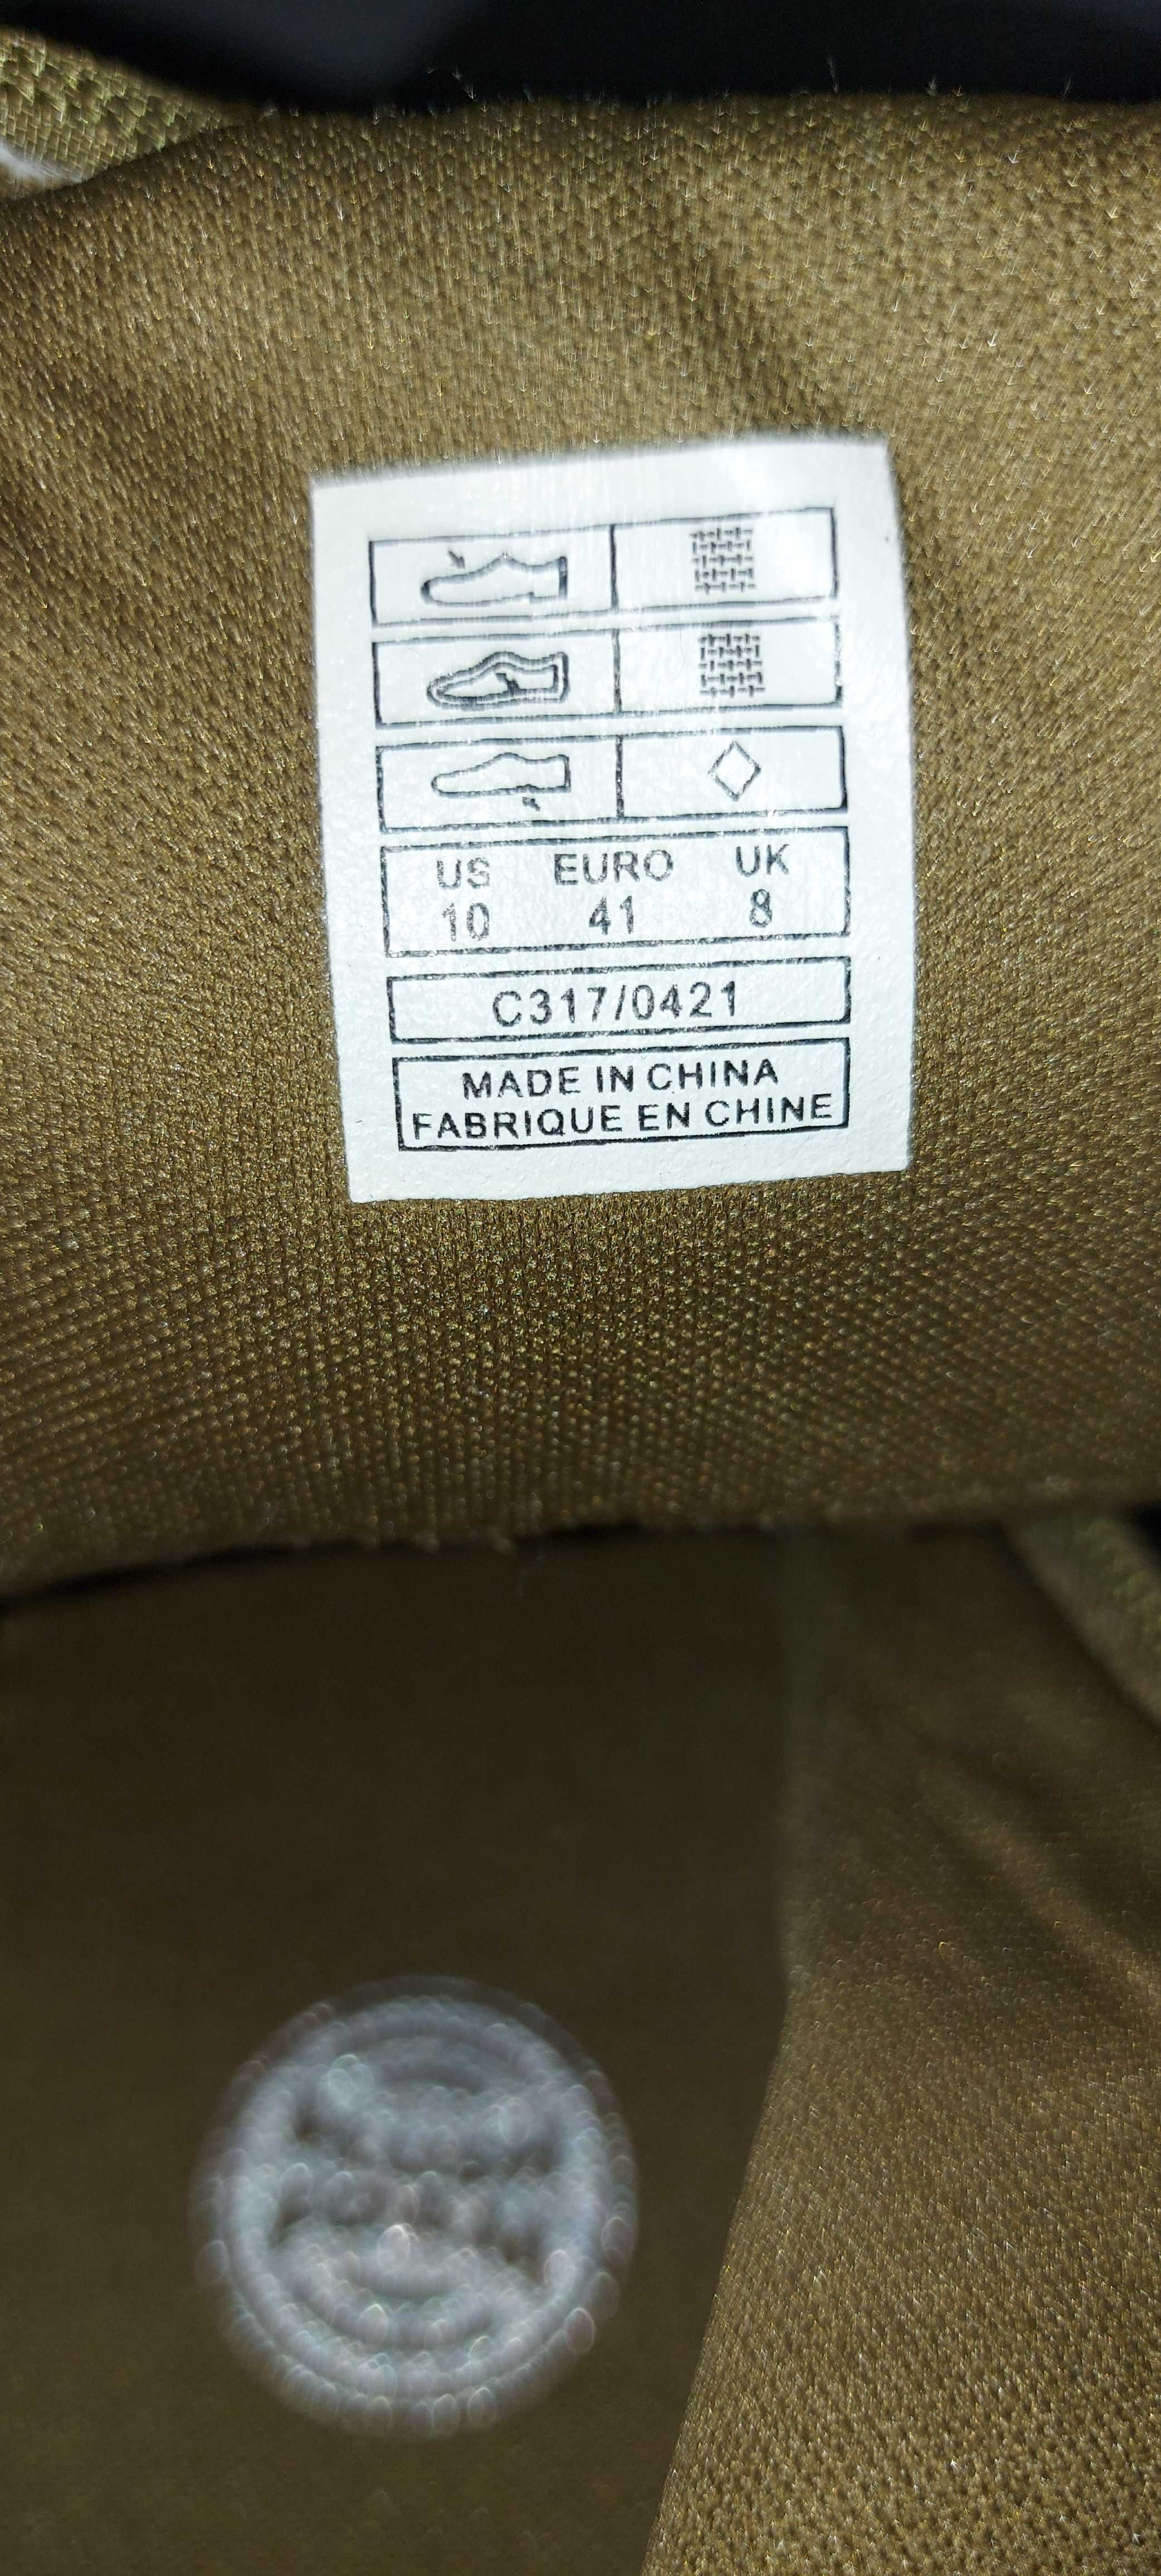 US EURO UK
10 41 8
C317/0421
MADE IN CHINA
FABRIQUE EN CHINE